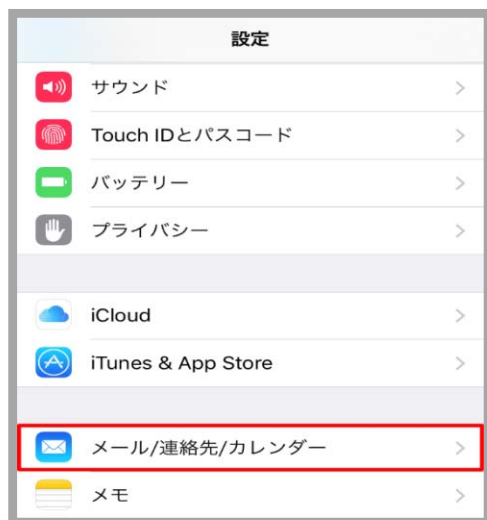 設定
サウンド
Touch IDとパスコード
バッテリー
プライバシー
iCloud
iTunes & App Store
メール/連絡先/カレンダー
メモ